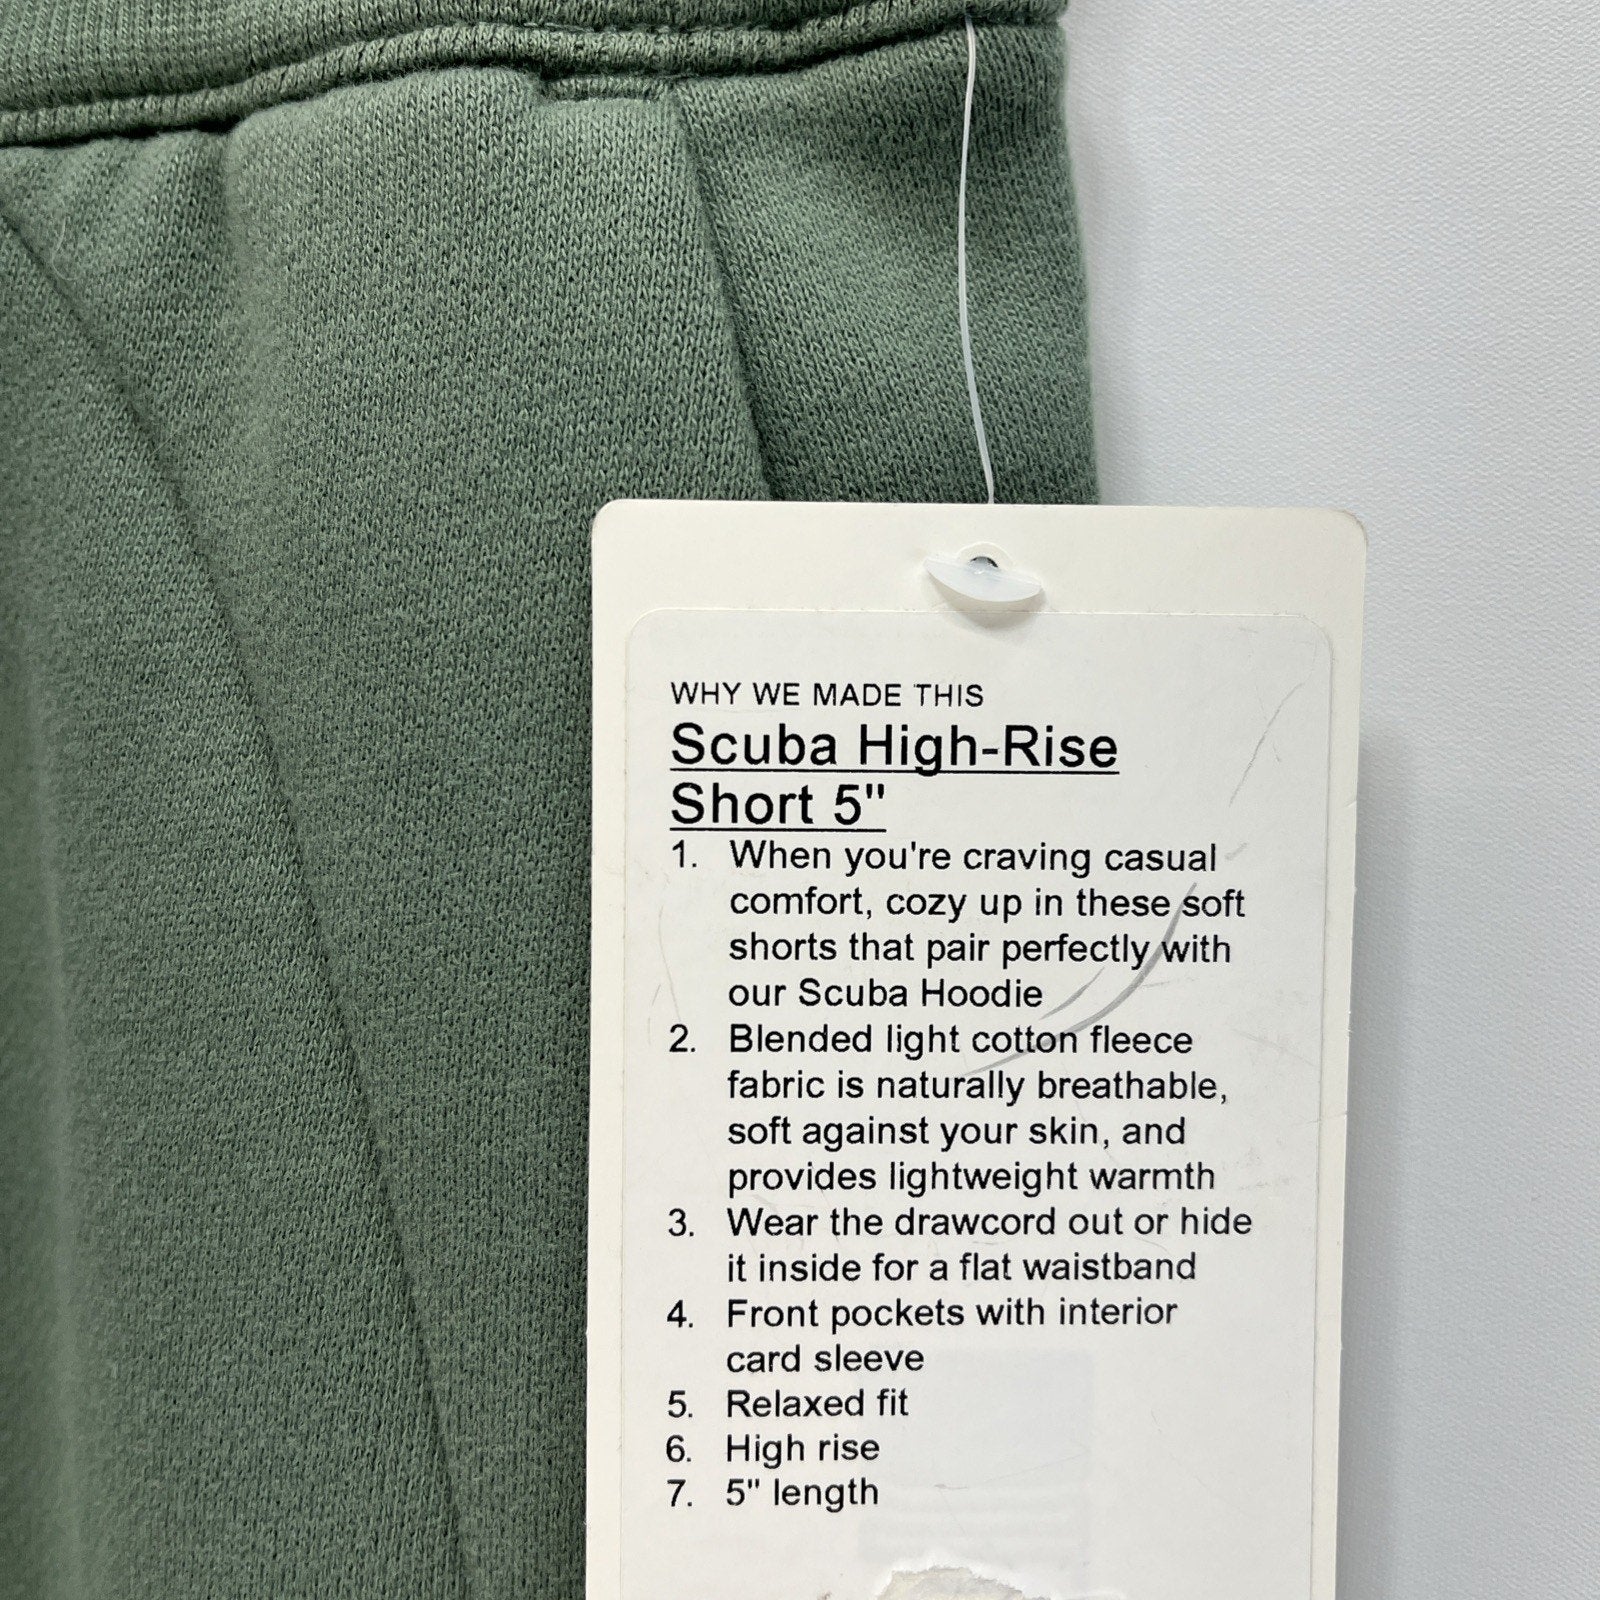 WHY WE MADE THIS
Scuba High-Rise
Short 5"
1. When you're craving casual
comfort, cozy up in these soft
shorts that pair perfectly with
our Scuba Hoodie
2. Blended light cotton fleece
fabric is naturally breathable,
soft against your skin, and
provides lightweight warmth
3. Wear the drawcord out or hide
it inside for a flat waistband
4. Front pockets with interior
card sleeve
5. Relaxed fit
6. High rise
7. 5" length